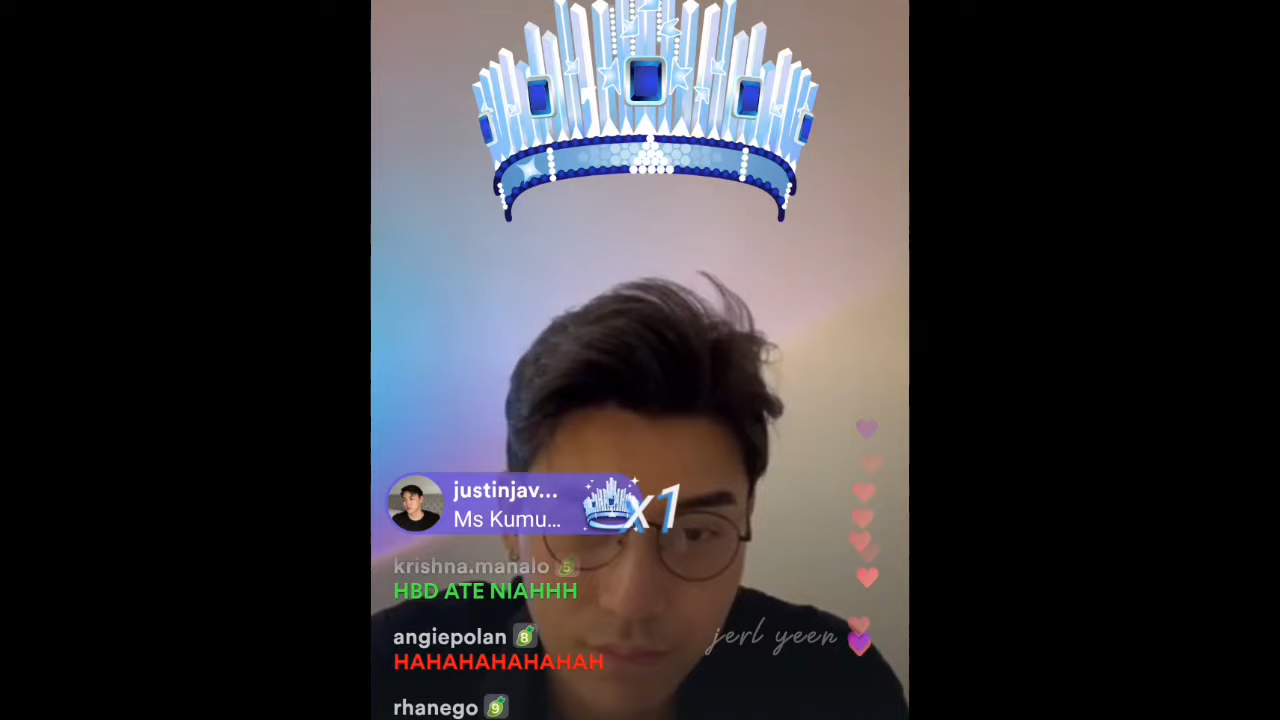 justinjav...
Ms Kumu...
x1
krishna.manalo 5
HBD ATE NIAHHH
angiepolan 8
HAHAHAHAHAHAH
jerl yeen
rhanego 9